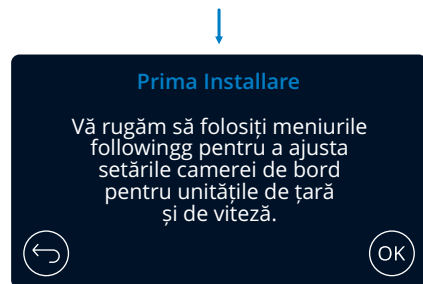 Prima Installare
Vă rugăm să folosiți meniurile
followingg pentru a ajusta
setările camerei de bord
pentru unitățile de țară
și de viteză.
OK